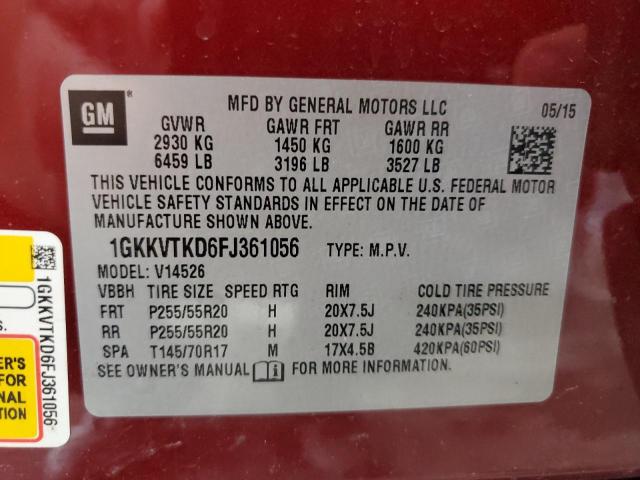 GM
®
MFD BY GENERAL MOTORS LLC 05/15
GVWR GAWR FRT GAWR RR
2930 KG 1450 KG 1600 KG
6459 LB 3196 LB 3527 LB
THIS VEHICLE CONFORMS TO ALL APPLICABLE U.S. FEDERAL MOTOR
VEHICLE SAFETY STANDARDS IN EFFECT ON THE DATE OF
MANUFACTURE SHOWN ABOVE.
1GKKVTKD6FJ361056 TYPE: M.P.V.
MODEL: V14526
VBBH TIRE SIZE SPEED RTG RIM COLD TIRE PRESSURE
FRT P255/55R20 H 20X7.5J 240KPA(35PSI)
RR P255/55R20 H 20X7.5J 240KPA(35PSI)
SPA T145/70R17 M 17X4.5B 420KPA(60PSI)
SEE OWNER'S MANUAL FOR MORE INFORMATION.
1GKKVTKD6FJ361056
s.
ER'S
FOR
NAL
ON.